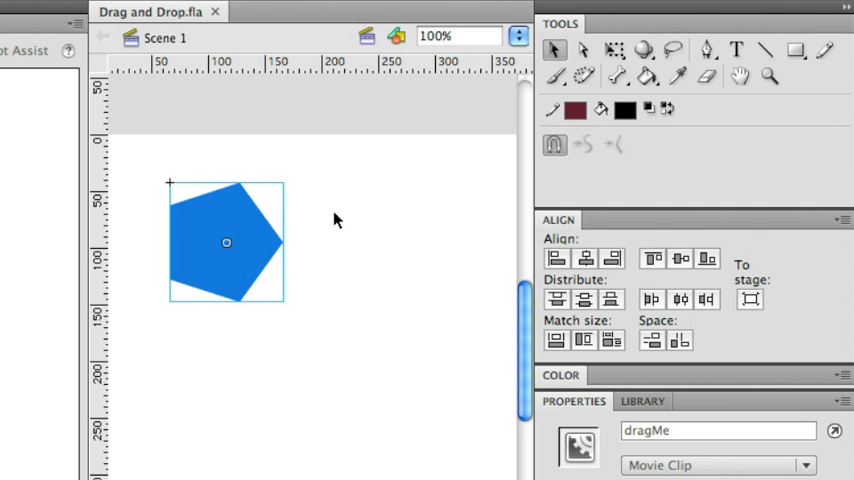 Drag and Drop.fla
TOOLS
Scene 1
100%
pt Assist
50 100 150 200 250 300 350
50
0
50
100
150
200
250
ALIGN
Align:
To
stage:
Distribute:
Match size:
Space:
COLOR
PROPERTIES LIBRARY
dragMe
Movie Clip